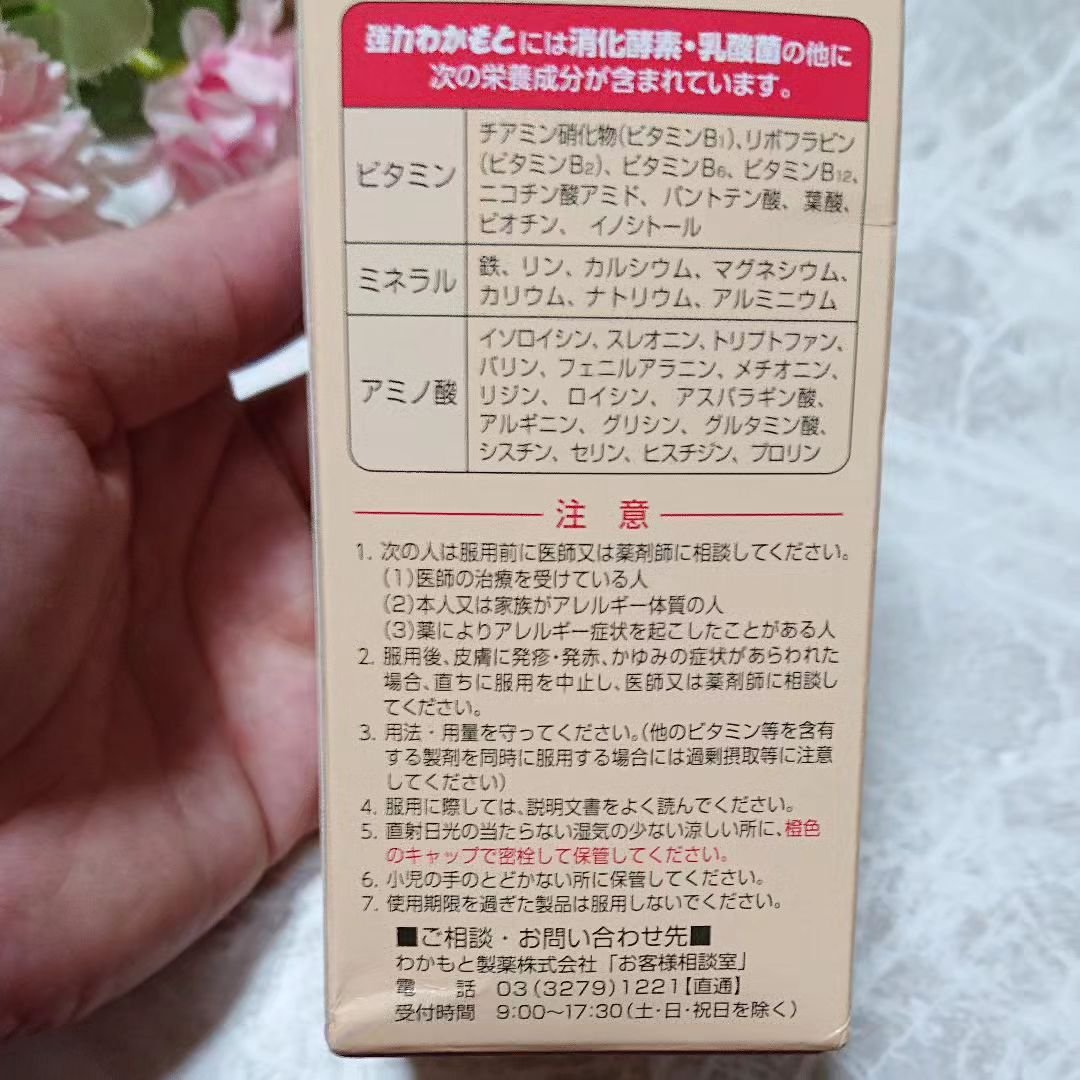 強力わかもとには消化酵素・乳酸菌の他に
次の栄養成分が含まれています。
ビタミン
チアミン硝化物(ビタミンB₁)、リボフラビン
(ビタミンB₂)、ビタミンB₆、ビタミンB₁₂、
ニコチン酸アミド、パントテン酸、葉酸、
ビオチン、イノシトール
ミネラル
鉄、リン、カルシウム、マグネシウム、
カリウム、ナトリウム、アルミニウム
アミノ酸
イソロイシン、スレオニン、トリプトファン、
バリン、フェニルアラニン、メチオニン、
リジン、ロイシン、アスパラギン酸、
アルギニン、グリシン、グルタミン酸、
シスチン、セリン、ヒスチジン、プロリン
注 意
1. 次の人は服用前に医師又は薬剤師に相談してください。
(1)医師の治療を受けている人
(2)本人又は家族がアレルギー体質の人
(3)薬によりアレルギー症状を起こしたことがある人
2. 服用後、皮膚に発疹・発赤、かゆみの症状があらわれた
場合、直ちに服用を中止し、医師又は薬剤師に相談し
てください。
3. 用法・用量を守ってください。(他のビタミン等を含有
する製剤を同時に服用する場合には過剰摂取等に注意
してください)
4. 服用に際しては、説明文書をよく読んでください。
5. 直射日光の当たらない湿気の少ない涼しい所に、橙色
のキャップで密栓して保管してください。
6. 小児の手のとどかない所に保管してください。
7. 使用期限を過ぎた製品は服用しないでください。
■ご相談・お問い合わせ先■
わかもと製薬株式会社「お客様相談室」
電 話 03(3279)1221【直通】
受付時間 9:00〜17:30(土・日・祝日を除く)